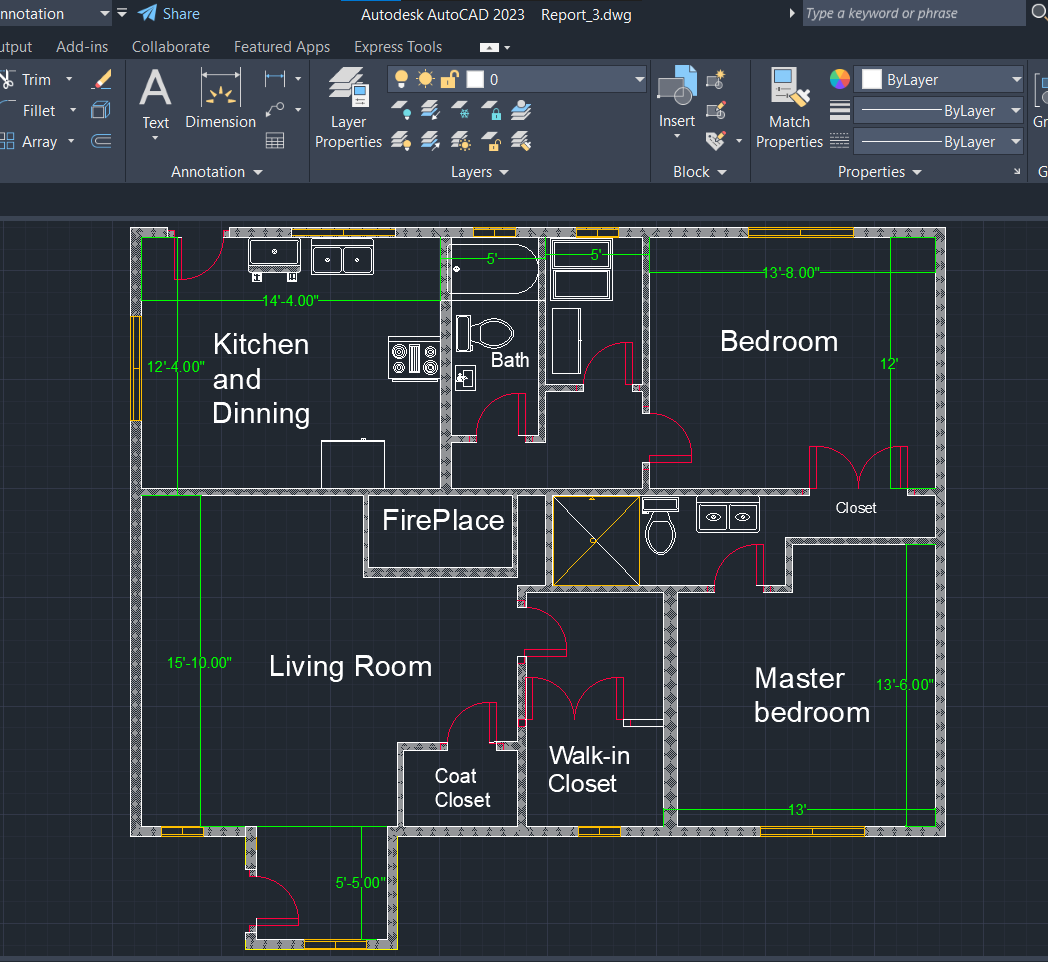 nnotation
Share
Autodesk AutoCAD 2023 Report_3.dwg
Type a keyword or phrase
utput Add-ins Collaborate Featured Apps Express Tools
Trim
Fillet
Array
Text
Dimension
Annotation
Layer
Properties
0
Layers
Insert
Block
Match
Properties
ByLayer
ByLayer
ByLayer
Properties
Gr
G
5'
5'
13'-8.00"
14'-4.00"
Kitchen
and
Dinning
12'-4.00"
Bath
Bedroom
12'
FirePlace
Closet
15'-10.00"
Living Room
Master
bedroom
13'-6.00"
Walk-in
Closet
Coat
Closet
13'
5'-5.00"